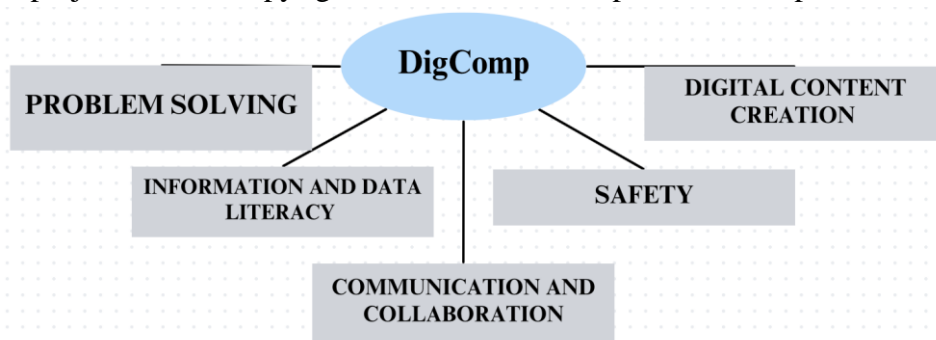 DigComp
PROBLEM SOLVING
DIGITAL CONTENT
CREATION
INFORMATION AND DATA
LITERACY
SAFETY
COMMUNICATION AND
COLLABORATION